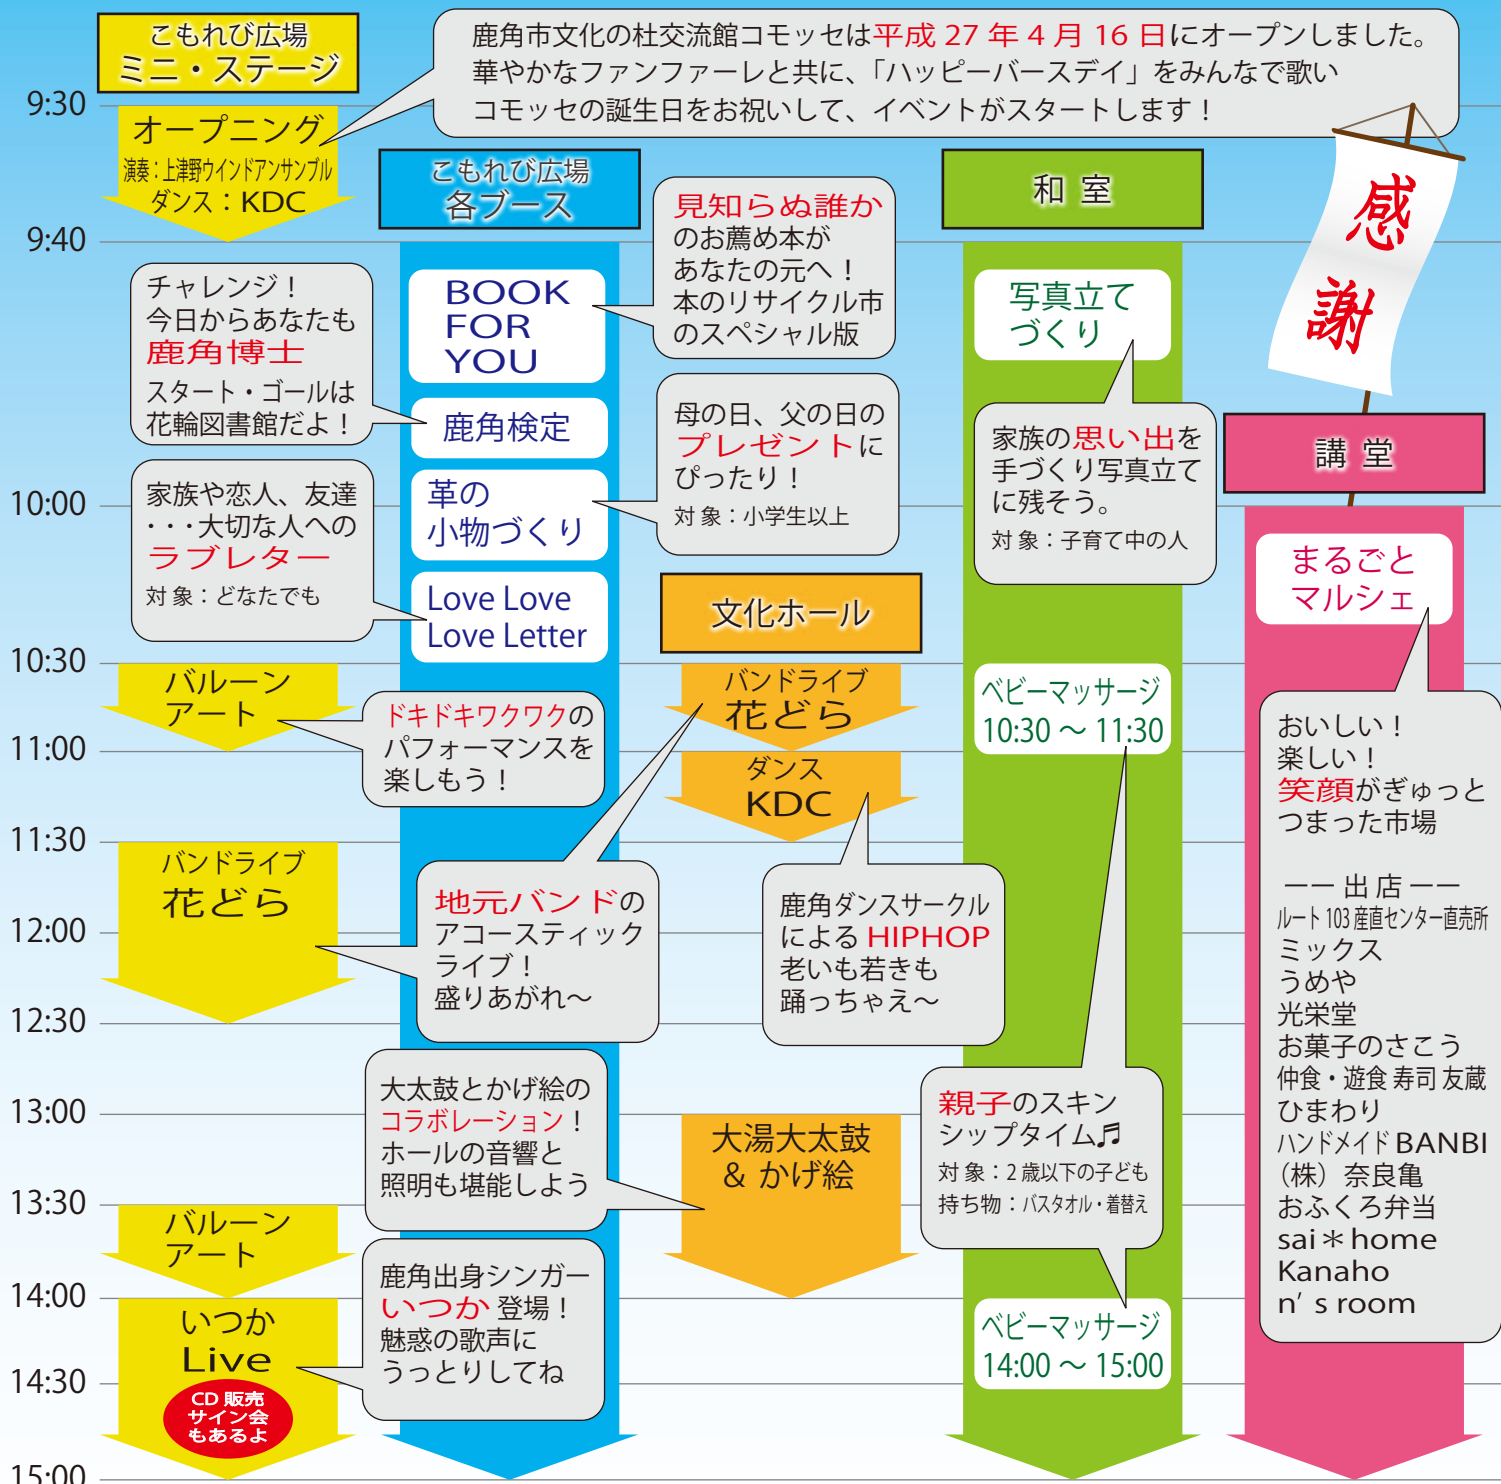 こもれび広場
ミニ・ステージ
鹿角市文化の杜交流館コモッセは平成 27 年 4 月 16 日にオープンしました。
華やかなファンファーレと共に、「ハッピーバースデイ」をみんなで歌い
コモッセの誕生日をお祝いして、イベントがスタートします！
9:30
オープニング
演奏：上津野ウインドアンサンブル
ダンス：KDC
こもれび広場
各ブース
見知らぬ誰か
のお薦め本が
あなたの元へ！
本のリサイクル市
のスペシャル版
和 室
感
謝
9:40
チャレンジ！
今日からあなたも
鹿角博士
スタート・ゴールは
花輪図書館だよ！
BOOK
FOR
YOU
写真立て
づくり
鹿角検定
母の日、父の日の
プレゼントに
ぴったり！
対 象：小学生以上
家族の思い出を
手づくり写真立て
に残そう。
対 象：子育て中の人
講 堂
10:00
家族や恋人、友達
・・・大切な人への
ラブレター
対 象：どなたでも
革の
小物づくり
Love Love
Love Letter
文化ホール
まるごと
マルシェ
10:30
バルーン
アート
ドキドキワクワクの
パフォーマンスを
楽しもう！
バンドライブ
花どら
ベビーマッサージ
10:30 〜 11:30
11:00
ダンス
KDC
おいしい！
楽しい！
笑顔がぎゅっと
つまった市場
ーー 出 店 ーー
ルート 103 産直センター直売所
ミックス
うめや
光栄堂
お菓子のさこう
仲食・遊食 寿司 友蔵
ひまわり
ハンドメイド BANBI
（株）奈良亀
おふくろ弁当
sai＊home
Kanaho
n’s room
11:30
バンドライブ
花どら
地元バンドの
アコースティック
ライブ！
盛りあがれ〜
鹿角ダンスサークル
による HIPHOP
老いも若きも
踊っちゃえ〜
12:00
12:30
大太鼓とかげ絵の
コラボレーション！
ホールの音響と
照明も堪能しよう
親子のスキン
シップタイム♬
対 象：2 歳以下の子ども
持ち物：バスタオル・着替え
13:00
大湯大太鼓
& かげ絵
13:30
バルーン
アート
鹿角出身シンガー
いつか 登場！
魅惑の歌声に
うっとりしてね
14:00
いつか
Live
CD 販売
サイン会
もあるよ
ベビーマッサージ
14:00 〜 15:00
14:30
15:00